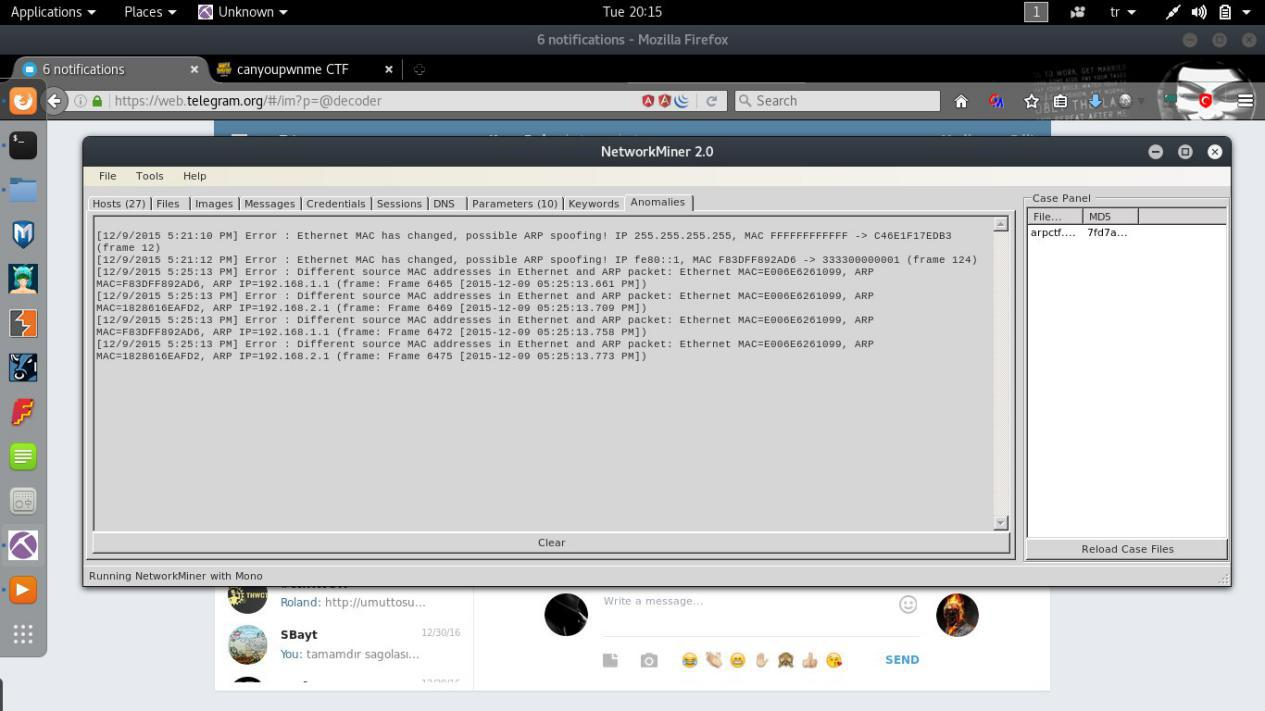 Applications
Places
Unknown
Tue 20:15
1
tr
6 notifications - Mozilla Firefox
6 notifications
canyoupwnme CTF
https://web.telegram.org/#/im?p=@decoder
Search
NetworkMiner 2.0
File
Tools
Help
Hosts (27)
Files
Images
Messages
Credentials
Sessions
DNS
Parameters (10)
Keywords
Anomalies
[12/9/2015 5:21:10 PM] Error : Ethernet MAC has changed, possible ARP spoofing! IP 255.255.255.255, MAC FFFFFFFFFFFF -> C46E1F17EDB3
(frame 12)
[12/9/2015 5:21:12 PM] Error : Ethernet MAC has changed, possible ARP spoofing! IP fe80::1, MAC F83DFF892AD6 -> 333300000001 (frame 124)
[12/9/2015 5:25:13 PM] Error : Different source MAC addresses in Ethernet and ARP packet: Ethernet MAC=E006E6261099, ARP
MAC=F83DFF892AD6, ARP IP=192.168.1.1 (frame: Frame 6465 [2015-12-09 05:25:13.661 PM])
[12/9/2015 5:25:13 PM] Error : Different source MAC addresses in Ethernet and ARP packet: Ethernet MAC=E006E6261099, ARP
MAC=1828616EAFD2, ARP IP=192.168.2.1 (frame: Frame 6469 [2015-12-09 05:25:13.709 PM])
[12/9/2015 5:25:13 PM] Error : Different source MAC addresses in Ethernet and ARP packet: Ethernet MAC=E006E6261099, ARP
MAC=F83DFF892AD6, ARP IP=192.168.1.1 (frame: Frame 6472 [2015-12-09 05:25:13.758 PM])
[12/9/2015 5:25:13 PM] Error : Different source MAC addresses in Ethernet and ARP packet: Ethernet MAC=E006E6261099, ARP
MAC=1828616EAFD2, ARP IP=192.168.2.1 (frame: Frame 6475 [2015-12-09 05:25:13.773 PM])
Clear
Case Panel
File...
MD5
arpctf....
7fd7a...
Reload Case Files
Running NetworkMiner with Mono
Roland: http://umuttosu...
SBayt
12/30/16
You: tamamdır sagolası...
Write a message...
SEND